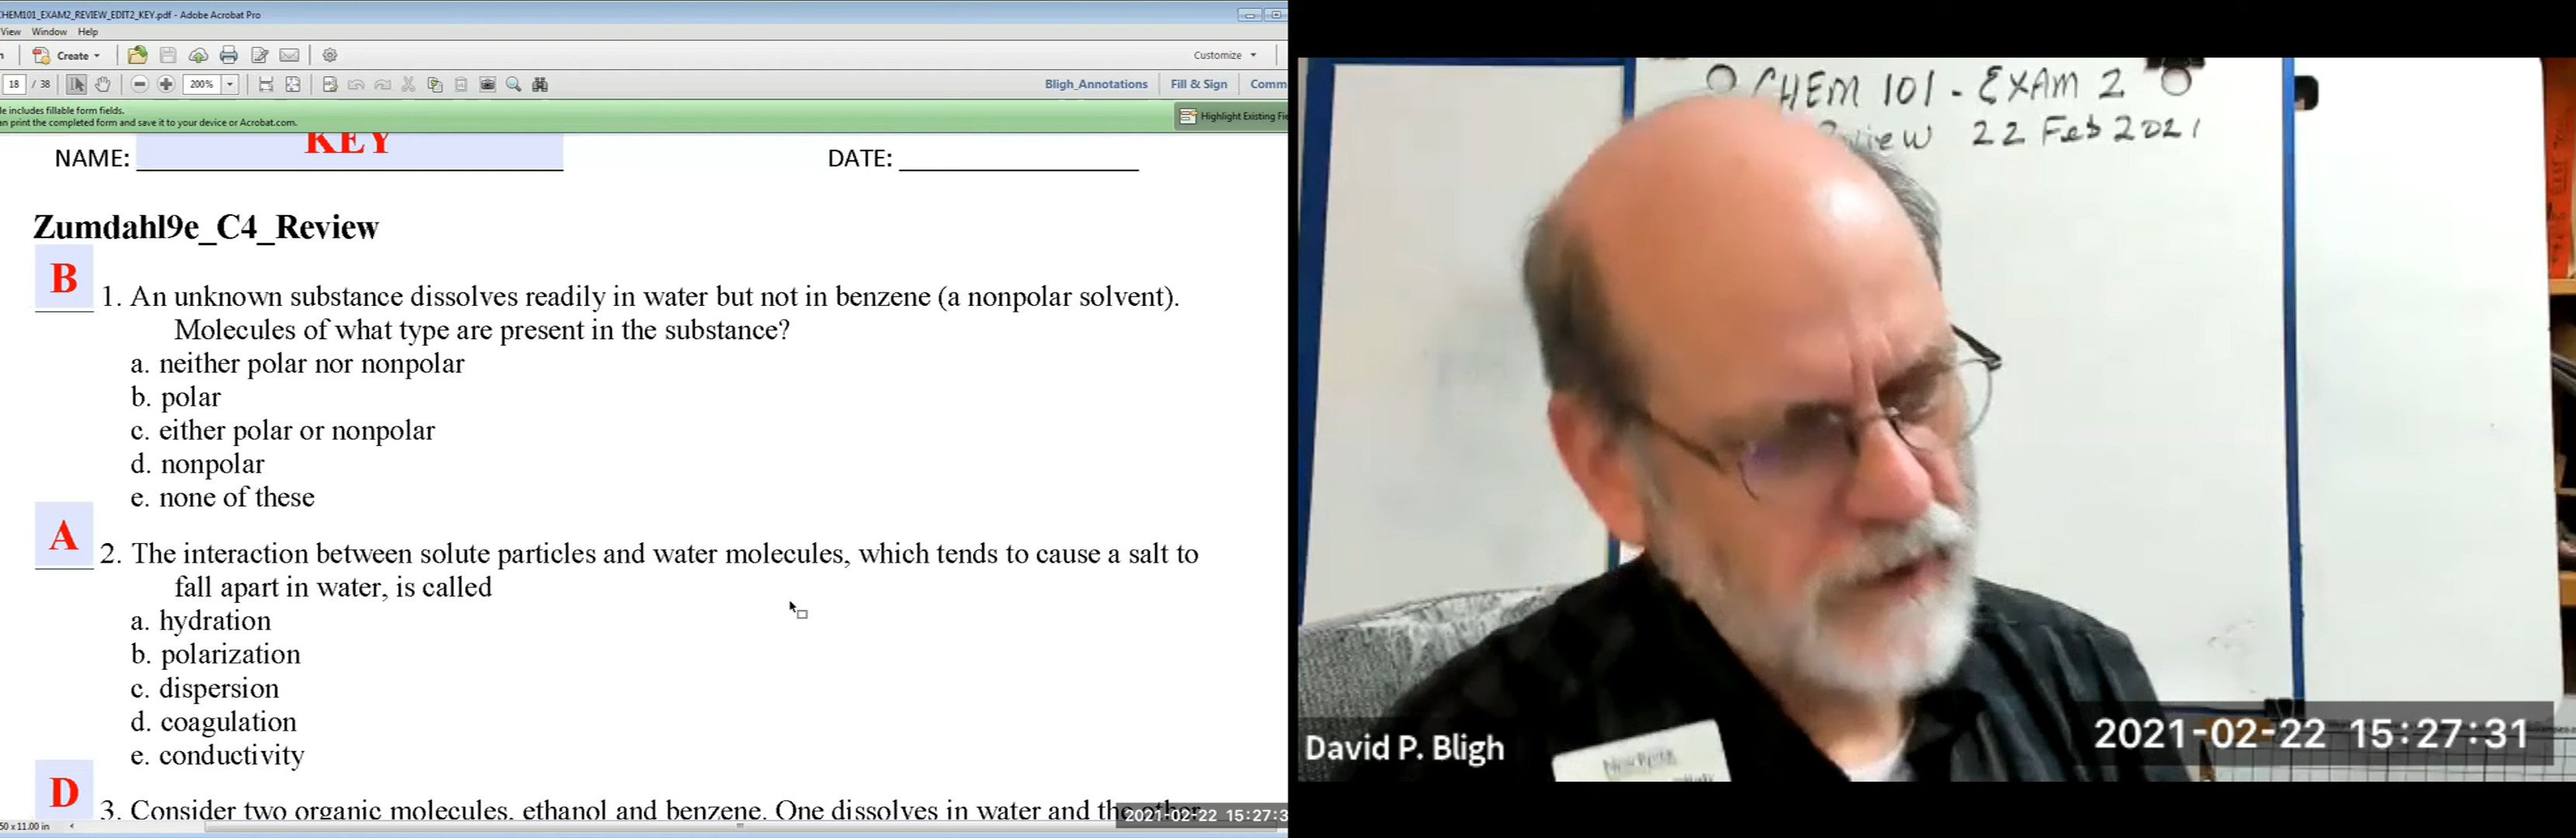 CHEM101_EXAM2_REVIEW_EDIT2_KEY.pdf - Adobe Acrobat Pro
View Window Help
Create
Customize
18 / 38
200%
Bligh_Annotations
Fill & Sign
Comm
le includes fillable form fields.
an print the completed form and save it to your device or Acrobat.com.
Highlight Existing Fie
NAME: KEY
DATE:
Zumdahl9e_C4_Review
B 1. An unknown substance dissolves readily in water but not in benzene (a nonpolar solvent).
Molecules of what type are present in the substance?
a. neither polar nor nonpolar
b. polar
c. either polar or nonpolar
d. nonpolar
e. none of these
A 2. The interaction between solute particles and water molecules, which tends to cause a salt to
fall apart in water, is called
a. hydration
b. polarization
c. dispersion
d. coagulation
e. conductivity
D 3. Consider two organic molecules, ethanol and benzene. One dissolves in water and the other
50 x 11.00 in
2021-02-22 15:27:3
CHEM 101 - EXAM 2
Review 22 Feb 2021
David P. Bligh
2021-02-22 15:27:31